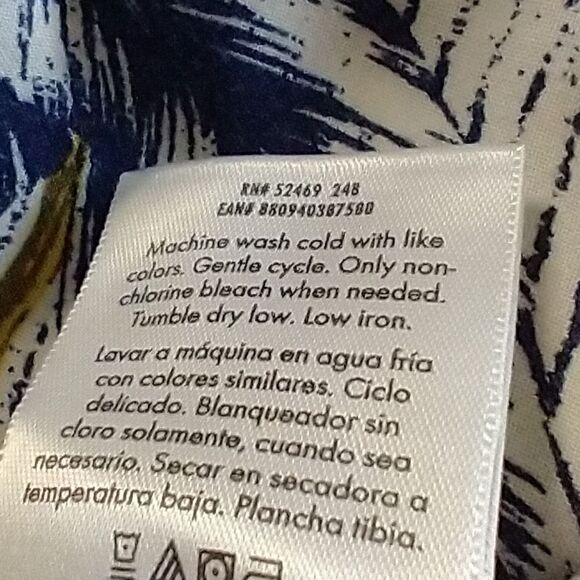 RN# 52469 248
EAN# 880940387580
Machine wash cold with like
colors. Gentle cycle. Only non-
chlorine bleach when needed.
Tumble dry low. Low iron.
Lavar a máquina en agua fría
con colores similares. Ciclo
delicado. Blanqueador sin
cloro solamente, cuando sea
necesario. Secar en secadora a
temperatura baja. Plancha tibia.